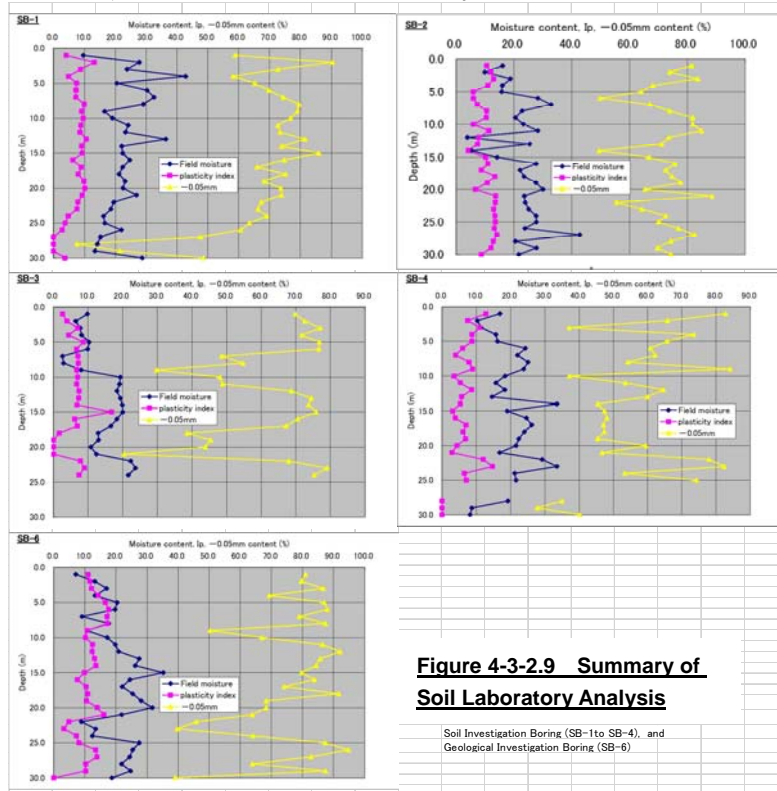 SB-1
Moisture content, Ip, －0.05mm content (%)
0.0 10.0 20.0 30.0 40.0 50.0 60.0 70.0 80.0 90.0 100.0
Depth (m)
0.0
5.0
10.0
15.0
20.0
25.0
30.0
Field moisture
plasticity index
－0.05mm
SB-2
Moisture content, Ip, －0.05mm content (%)
0.0 20.0 40.0 60.0 80.0 100.0
Depth (m)
0.0
5.0
10.0
15.0
20.0
25.0
30.0
Field moisture
plasticity index
－0.05mm
SB-3
Moisture content, Ip, －0.05mm content (%)
0.0 10.0 20.0 30.0 40.0 50.0 60.0 70.0 80.0 90.0
Depth (m)
0.0
5.0
10.0
15.0
20.0
25.0
30.0
Field moisture
plasticity index
－0.05mm
SB-4
Moisture content, Ip, －0.05mm content (%)
0.0 10.0 20.0 30.0 40.0 50.0 60.0 70.0 80.0 90.0
Depth (m)
0.0
5.0
10.0
15.0
20.0
25.0
30.0
Field moisture
plasticity index
－0.05mm
SB-6
Moisture content, Ip, －0.05mm content (%)
0.0 10.0 20.0 30.0 40.0 50.0 60.0 70.0 80.0 90.0 100.0
Depth (m)
0.0
5.0
10.0
15.0
20.0
25.0
30.0
Field moisture
plasticity index
－0.05mm
Figure 4-3-2.9 Summary of
Soil Laboratory Analysis
Soil Investigation Boring (SB-1to SB-4), and
Geological Investigation Boring (SB-6)